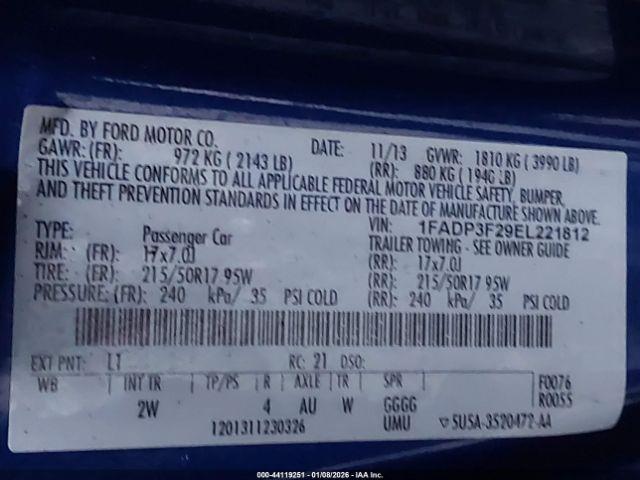 MFD. BY FORD MOTOR CO. DATE: 11/13 GVWR: 1810 KG ( 3990 LB)
GAWR: (FR): 972 KG ( 2143 LB) (RR): 880 KG ( 1940 LB)
THIS VEHICLE CONFORMS TO ALL APPLICABLE FEDERAL MOTOR VEHICLE SAFETY, BUMPER,
AND THEFT PREVENTION STANDARDS IN EFFECT ON THE DATE OF MANUFACTURE SHOWN ABOVE.
VIN: 1FADP3F29EL221812
TYPE: Passenger Car TRAILER TOWING - SEE OWNER GUIDE
RIM: (FR) 17x7.0J (RR): 17x7.0J
TIRE: (FR) 215/50R17 95W (RR): 215/50R17 95W
PRESSURE: (FR): 240 kPa/ 35 PSI COLD (RR): 240 kPa/ 35 PSI COLD
EXT PNT: L1 RC: 21 DSO: F0076
WB INT TR TP/PS R AXLE TR SPR R0055
2W 4 AU W GGGG
1201311230326 UMU 5USA-3520472-AA
000-44119251 - 01/08/2026 - IAA Inc.